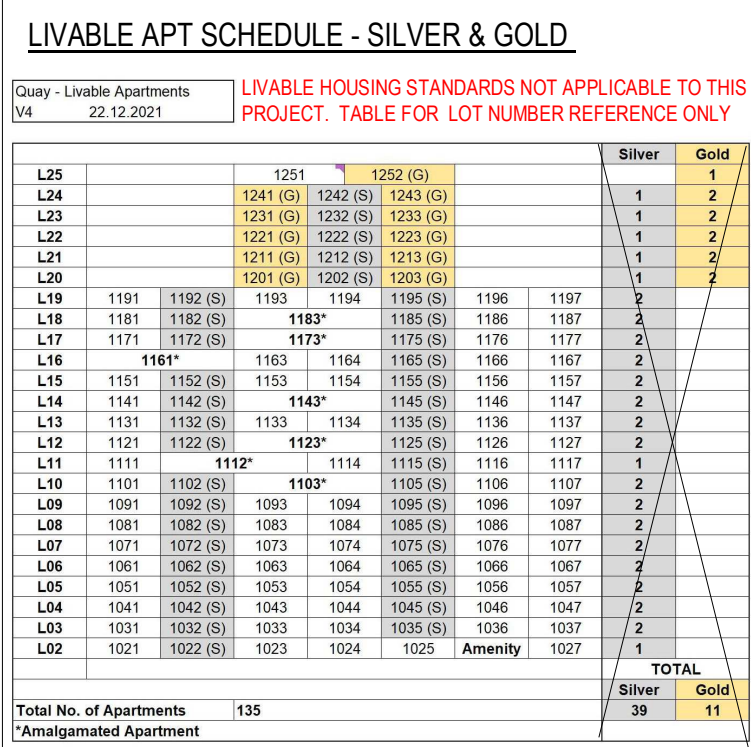 LIVABLE APT SCHEDULE - SILVER & GOLD
Quay - Livable Apartments
V4 22.12.2021
LIVABLE HOUSING STANDARDS NOT APPLICABLE TO THIS
PROJECT. TABLE FOR LOT NUMBER REFERENCE ONLY
Silver Gold
L25 1251 1252 (G) 1
L24 1241 (G) 1242 (S) 1243 (G) 1 2
L23 1231 (G) 1232 (S) 1233 (G) 1 2
L22 1221 (G) 1222 (S) 1223 (G) 1 2
L21 1211 (G) 1212 (S) 1213 (G) 1 2
L20 1201 (G) 1202 (S) 1203 (G) 1 2
L19 1191 1192 (S) 1193 1194 1195 (S) 1196 1197 2
L18 1181 1182 (S) 1183* 1185 (S) 1186 1187 2
L17 1171 1172 (S) 1173* 1175 (S) 1176 1177 2
L16 1161* 1163 1164 1165 (S) 1166 1167 2
L15 1151 1152 (S) 1153 1154 1155 (S) 1156 1157 2
L14 1141 1142 (S) 1143* 1145 (S) 1146 1147 2
L13 1131 1132 (S) 1133 1134 1135 (S) 1136 1137 2
L12 1121 1122 (S) 1123* 1125 (S) 1126 1127 2
L11 1111 1112* 1114 1115 (S) 1116 1117 1
L10 1101 1102 (S) 1103* 1105 (S) 1106 1107 2
L09 1091 1092 (S) 1093 1094 1095 (S) 1096 1097 2
L08 1081 1082 (S) 1083 1084 1085 (S) 1086 1087 2
L07 1071 1072 (S) 1073 1074 1075 (S) 1076 1077 2
L06 1061 1062 (S) 1063 1064 1065 (S) 1066 1067 2
L05 1051 1052 (S) 1053 1054 1055 (S) 1056 1057 2
L04 1041 1042 (S) 1043 1044 1045 (S) 1046 1047 2
L03 1031 1032 (S) 1033 1034 1035 (S) 1036 1037 2
L02 1021 1022 (S) 1023 1024 1025 Amenity 1027 1
TOTAL
Silver Gold
Total No. of Apartments 135 39 11
*Amalgamated Apartment